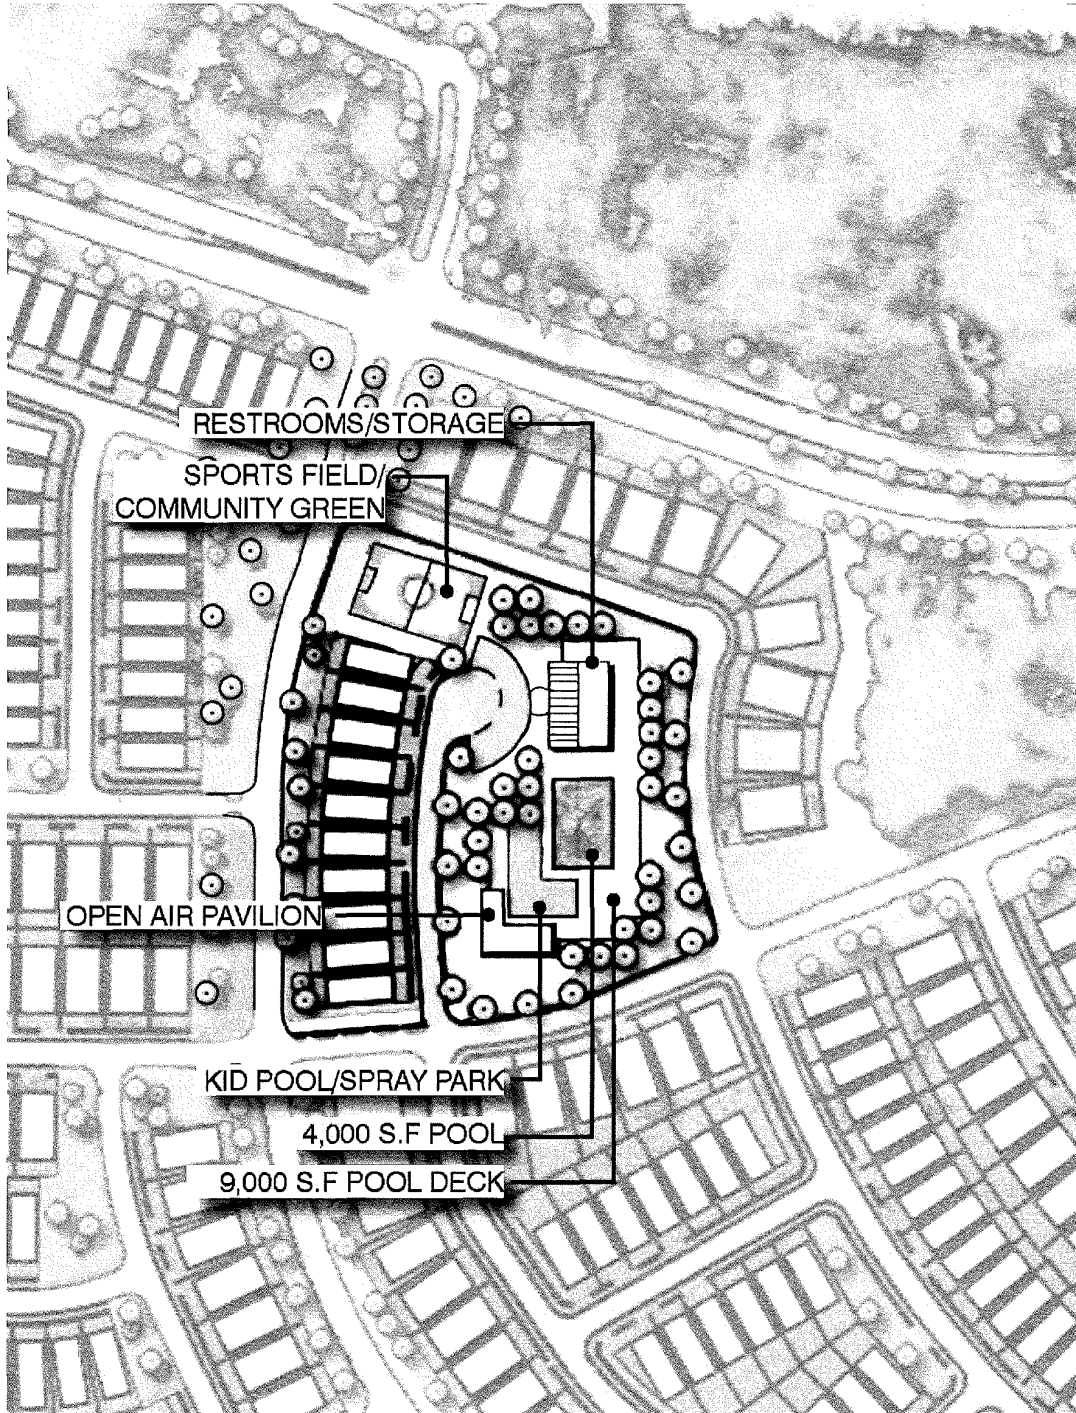 RESTROOMS/STORAGE
SPORTS FIELD/
COMMUNITY GREEN
OPEN AIR PAVILION
KID POOL/SPRAY PARK
4,000 S.F POOL
9,000 S.F POOL DECK